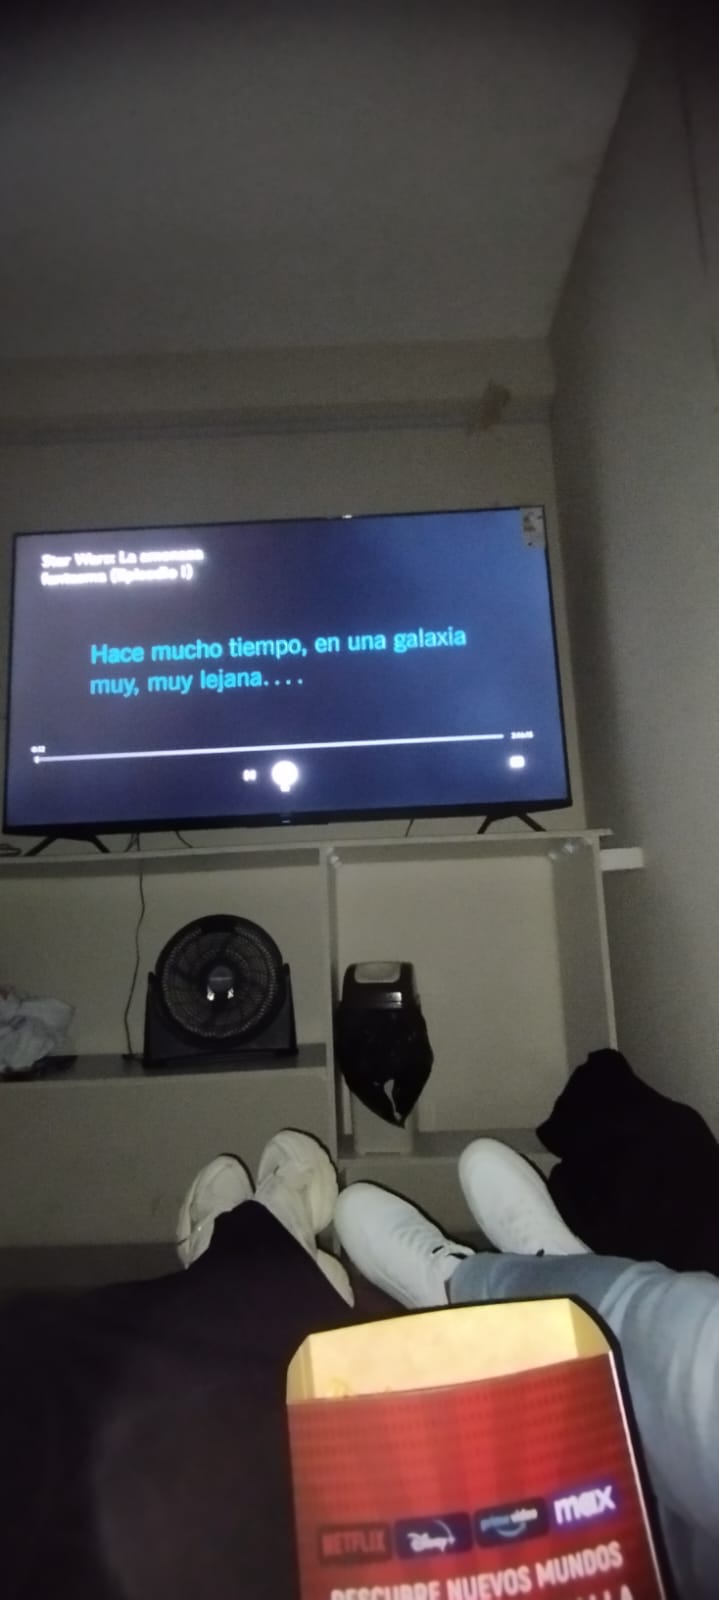 Star Wars: La amenaza
fantasma (Episodio I)
Hace mucho tiempo, en una galaxia
muy, muy lejana....
NETFLIX Disney+ prime video max
DESCUBRE NUEVOS MUNDOS